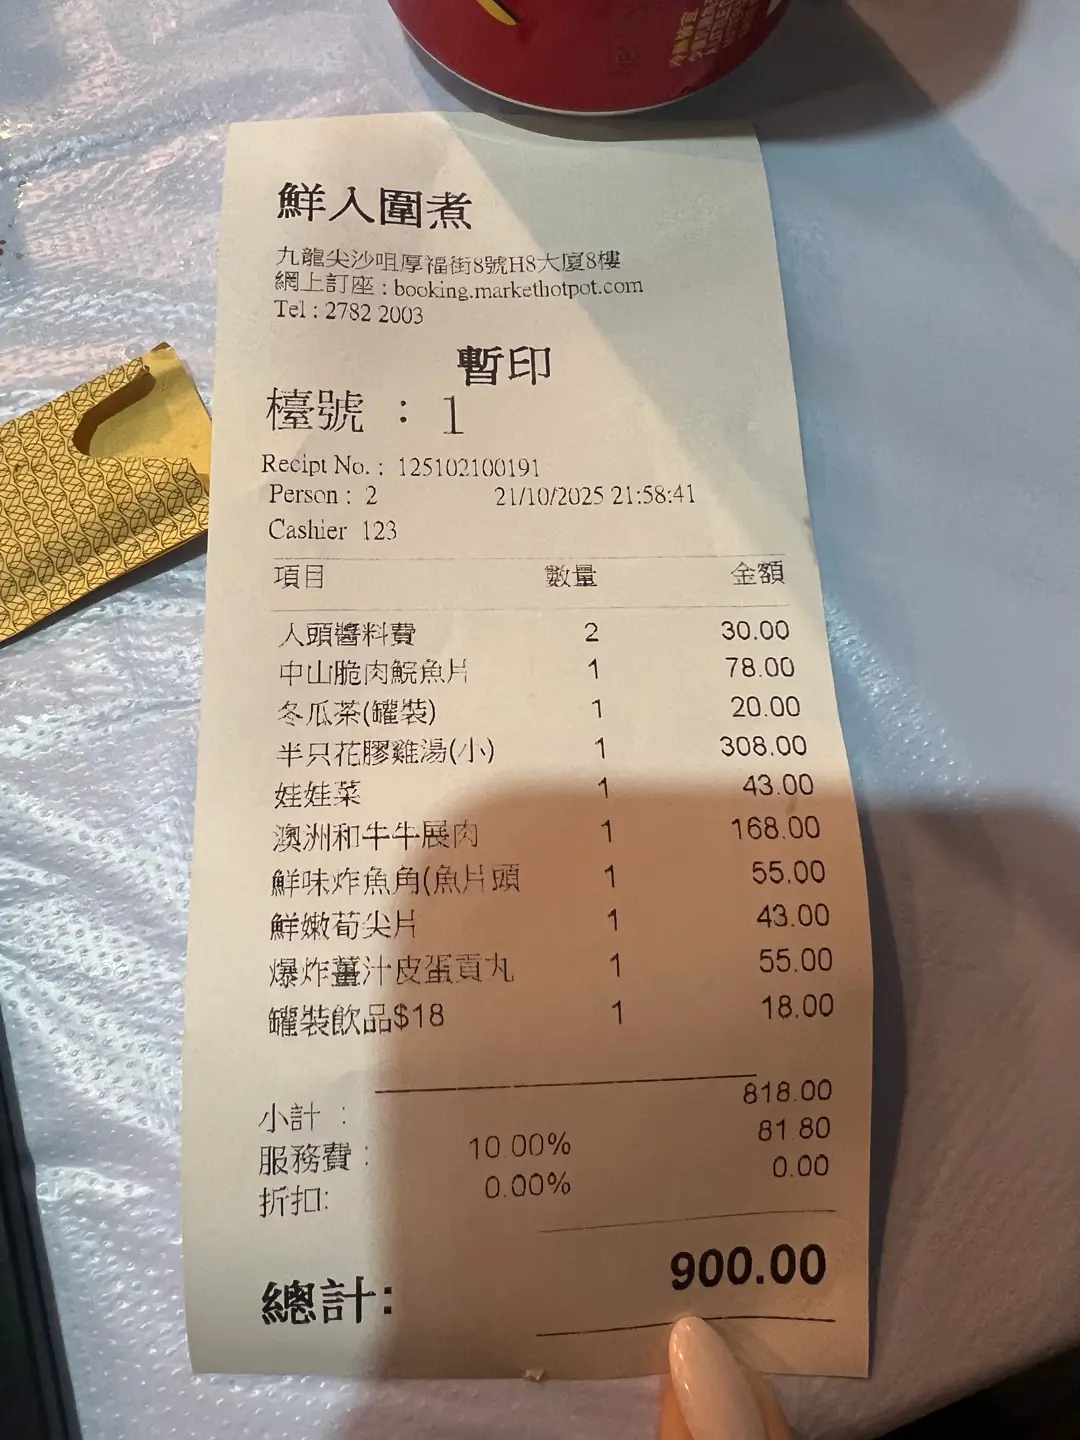 鮮入圍煮
九龍尖沙咀厚福街8號H8大廈8樓
網上訂座 : booking.markethotpot.com
Tel : 2782 2003
暫印
檯號 : 1
Recipt No. : 125102100191
Person : 2 21/10/2025 21:58:41
Cashier 123
項目 數量 金額
人頭醬料費 2 30.00
中山脆肉鯇魚片 1 78.00
冬瓜茶(罐裝) 1 20.00
半只花膠雞湯(小) 1 308.00
娃娃菜 1 43.00
澳洲和牛牛展肉 1 168.00
鮮味炸魚角(魚片頭 1 55.00
鮮嫩荀尖片 1 43.00
爆炸薑汁皮蛋貢丸 1 55.00
罐裝飲品$18 1 18.00
小計 : 818.00
服務費 : 10.00% 81.80
折扣: 0.00% 0.00
總計: 900.00